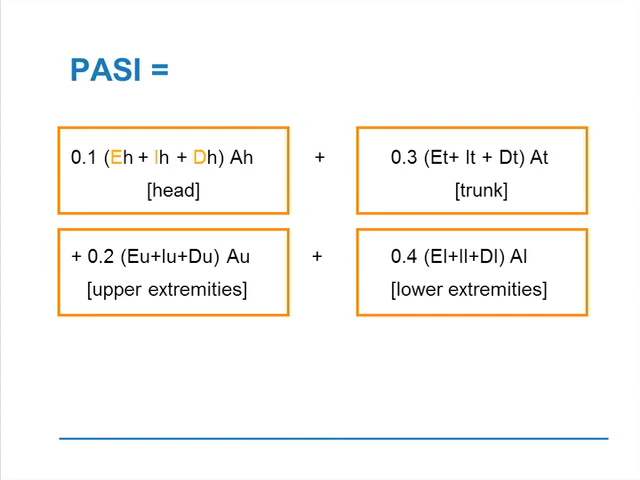 PASI =
0.1 (Eh + Ih + Dh) Ah + 0.3 (Et+ It + Dt) At
[head] [trunk]
+ 0.2 (Eu+Iu+Du) Au + 0.4 (El+Il+Dl) Al
[upper extremities] [lower extremities]